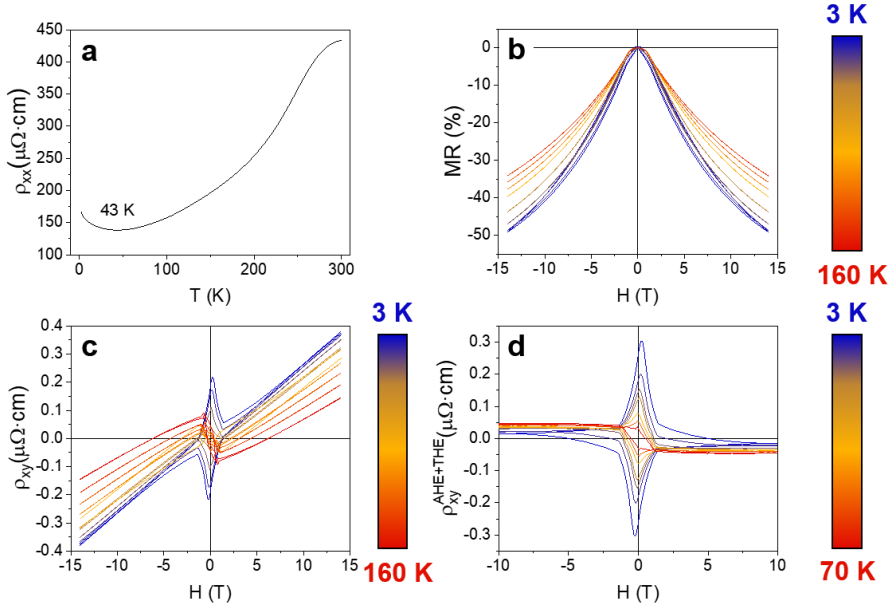 a
450
400
350
300
250
200
150
100
ρxx(μΩ·cm)
43 K
0
100
200
300
T (K)
b
0
-10
-20
-30
-40
-50
MR (%)
-15
-10
-5
0
5
10
15
H (T)
3 K
160 K
c
0.4
0.3
0.2
0.1
0.0
-0.1
-0.2
-0.3
-0.4
ρxy(μΩ·cm)
-15
-10
-5
0
5
10
15
H (T)
3 K
160 K
d
0.3
0.2
0.1
0.0
-0.1
-0.2
-0.3
ρxy^AHE+THE(μΩ·cm)
-10
-5
0
5
10
H (T)
3 K
70 K